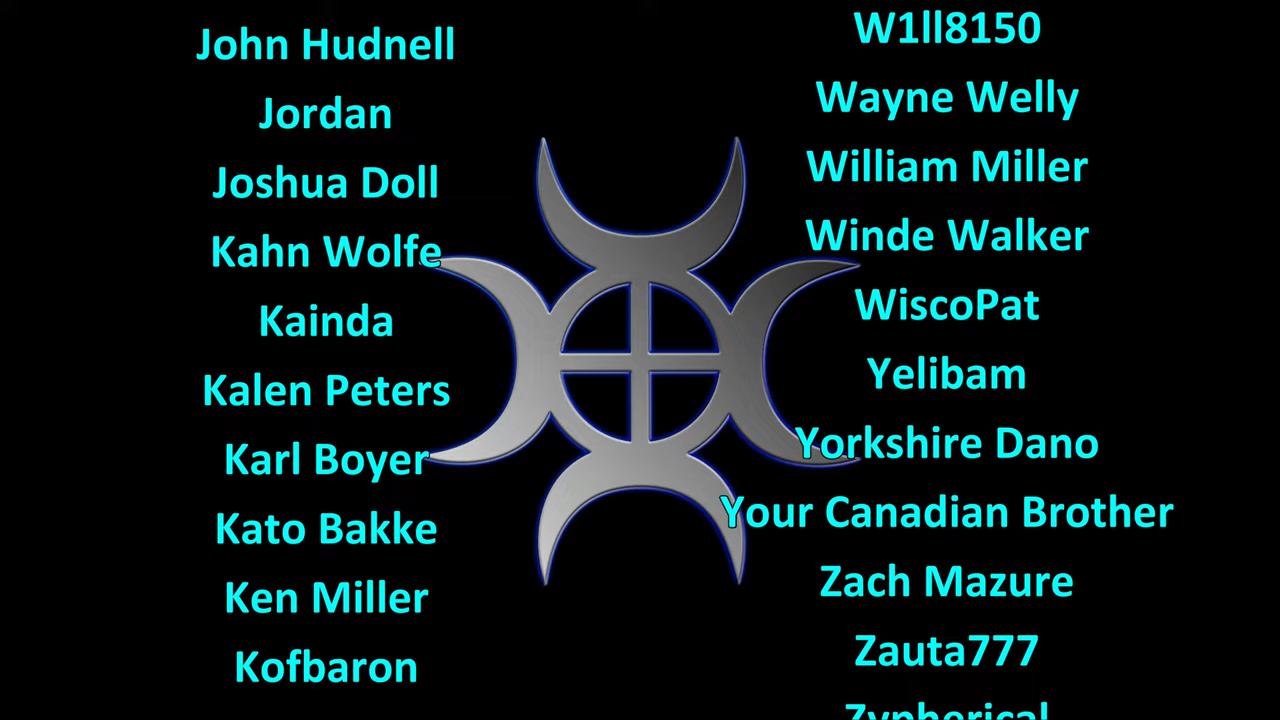 John Hudnell
Jordan
Joshua Doll
Kahn Wolfe
Kainda
Kalen Peters
Karl Boyer
Kato Bakke
Ken Miller
Kofbaron
W1ll8150
Wayne Welly
William Miller
Winde Walker
WiscoPat
Yelibam
Yorkshire Dano
Your Canadian Brother
Zach Mazure
Zauta777
Zypherical